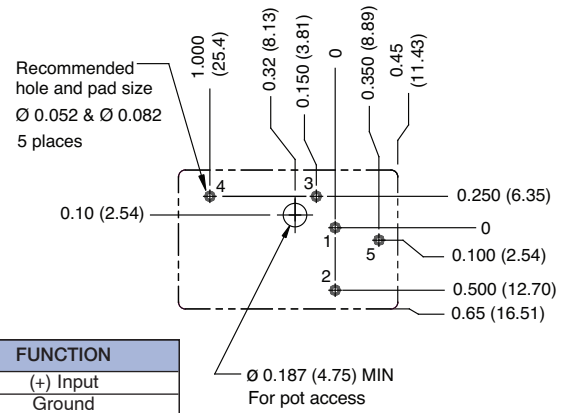 1.000
(25.4)
0.32 (8.13)
0.150 (3.81)
0
0.350 (8.89)
0.45
(11.43)
Recommended
hole and pad size
Ø 0.052 & Ø 0.082
5 places
4
3
0.250 (6.35)
0.10 (2.54)
0
1
5
0.100 (2.54)
2
0.500 (12.70)
0.65 (16.51)
Ø 0.187 (4.75) MIN
For pot access
FUNCTION
(+) Input
Ground